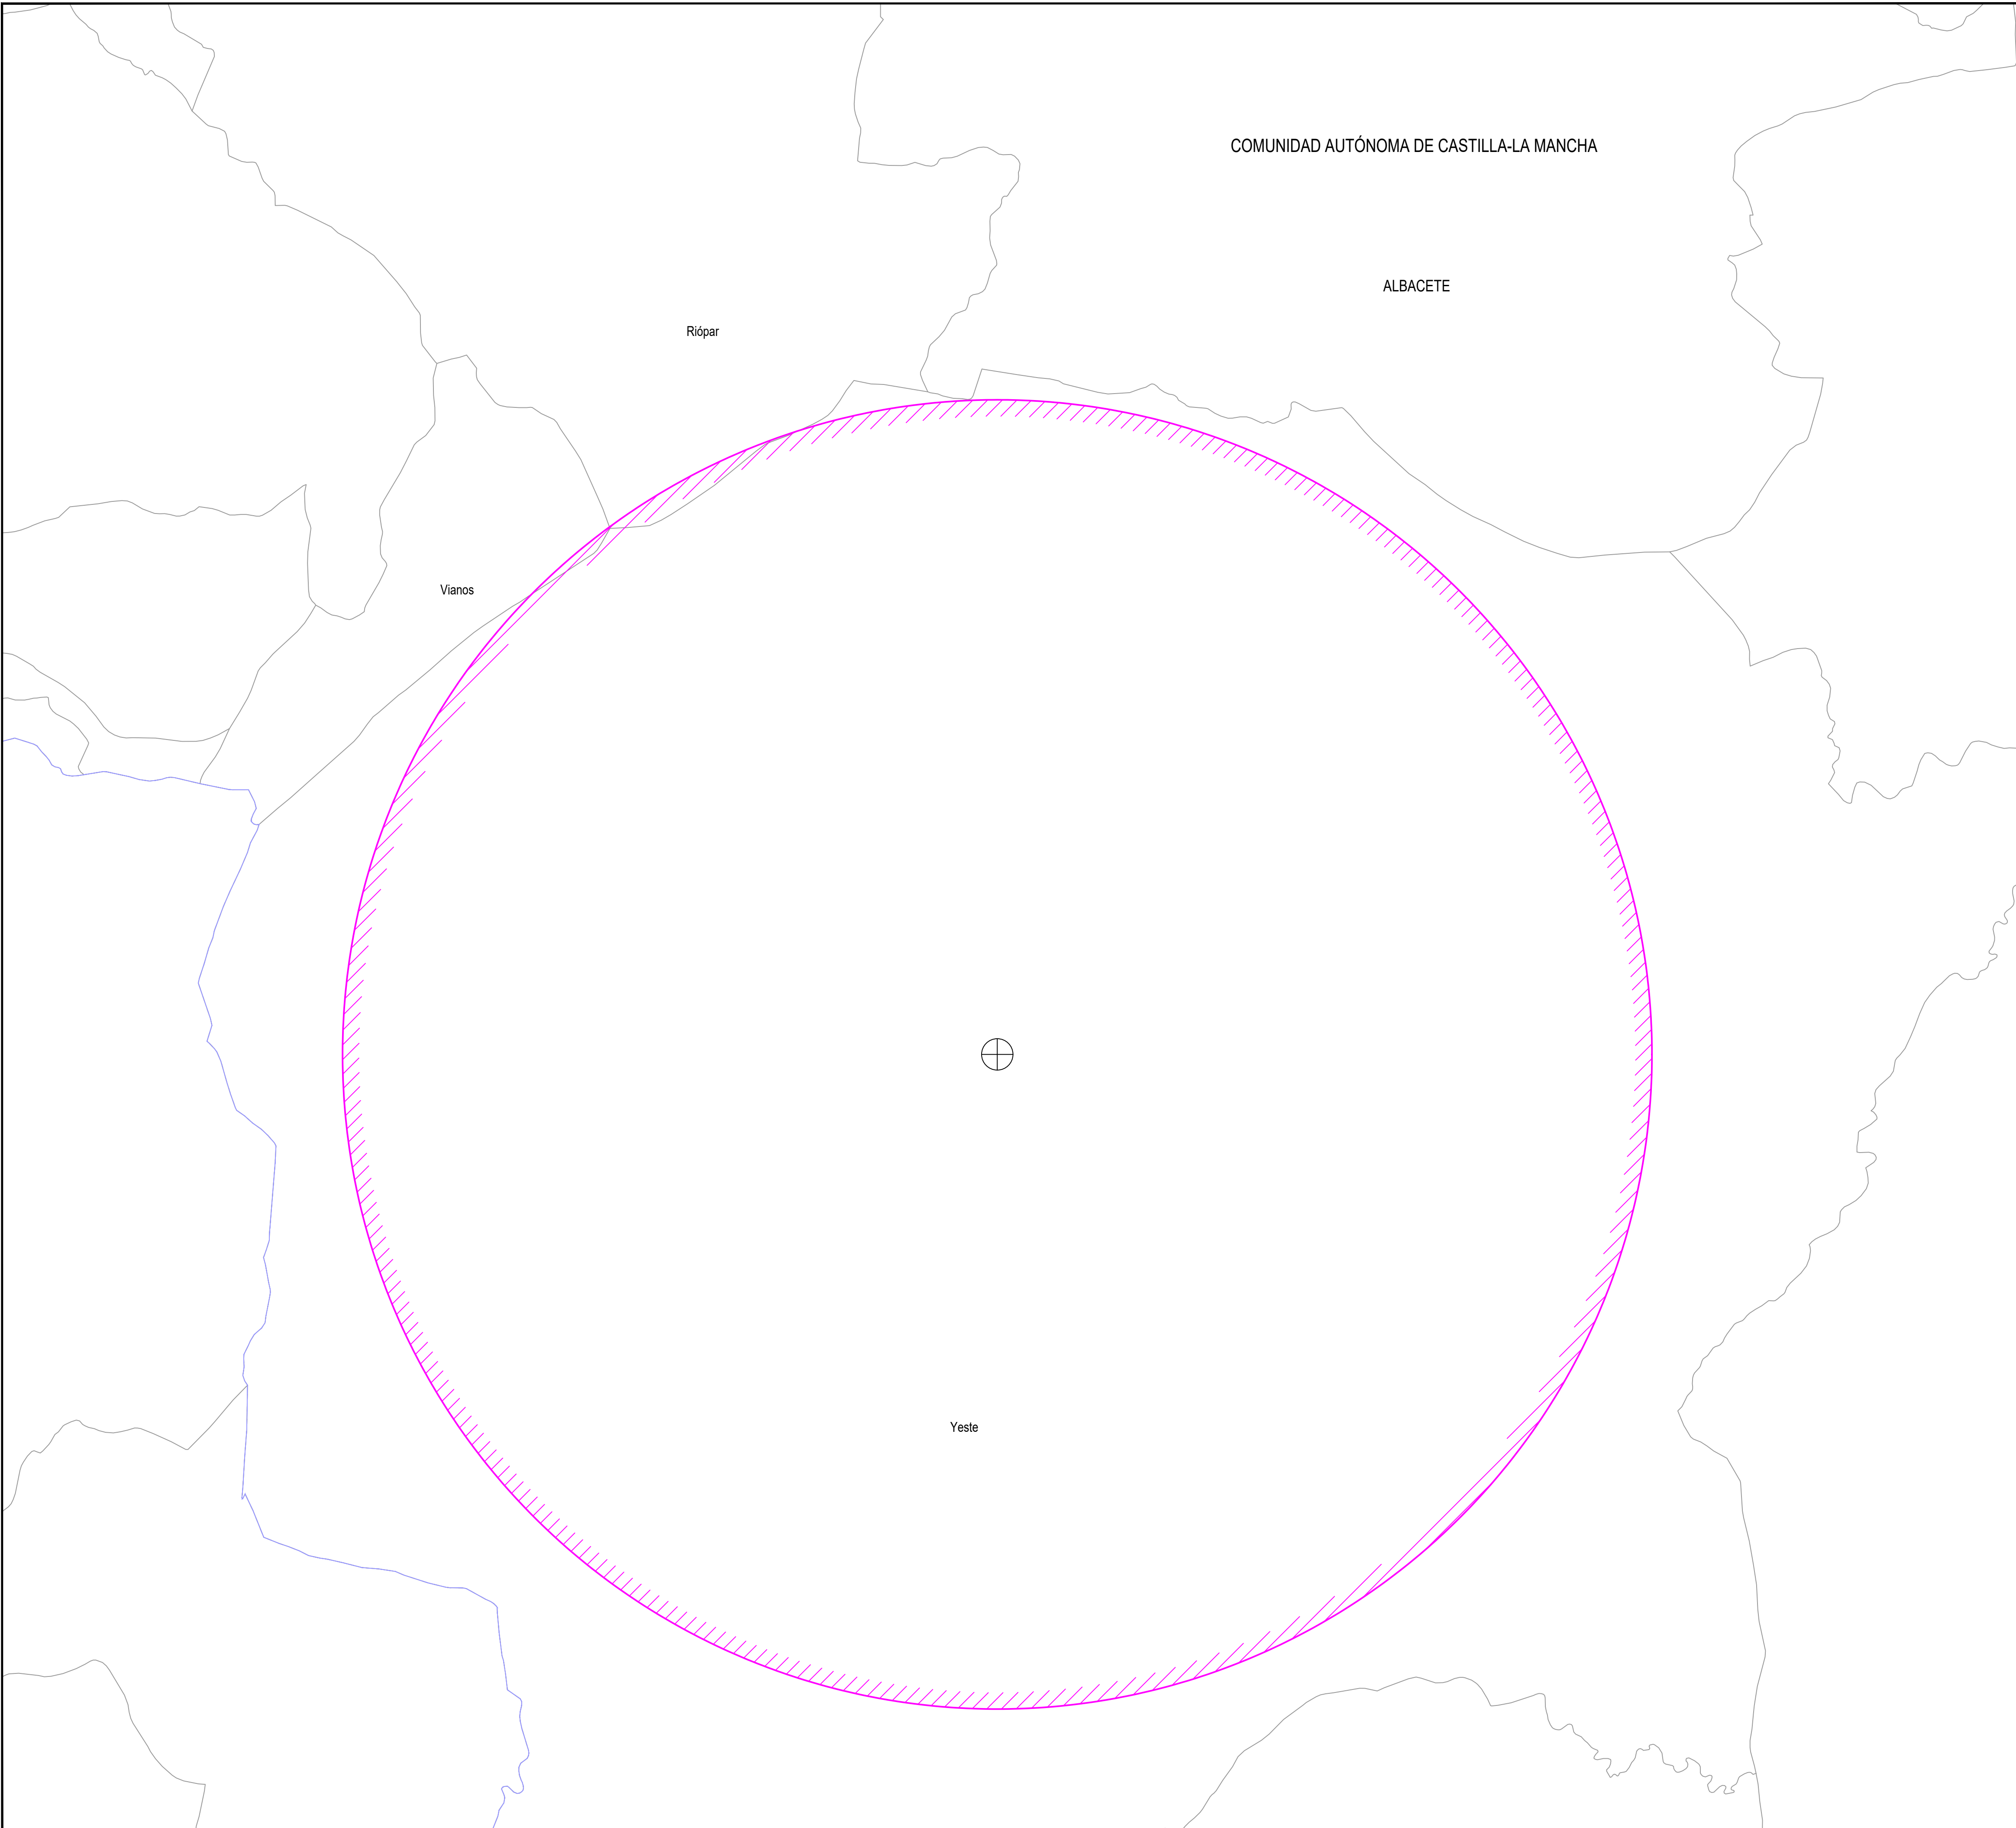 COMUNIDAD AUTÓNOMA DE CASTILLA-LA MANCHA
ALBACETE
Riópar
Vianos
Yeste